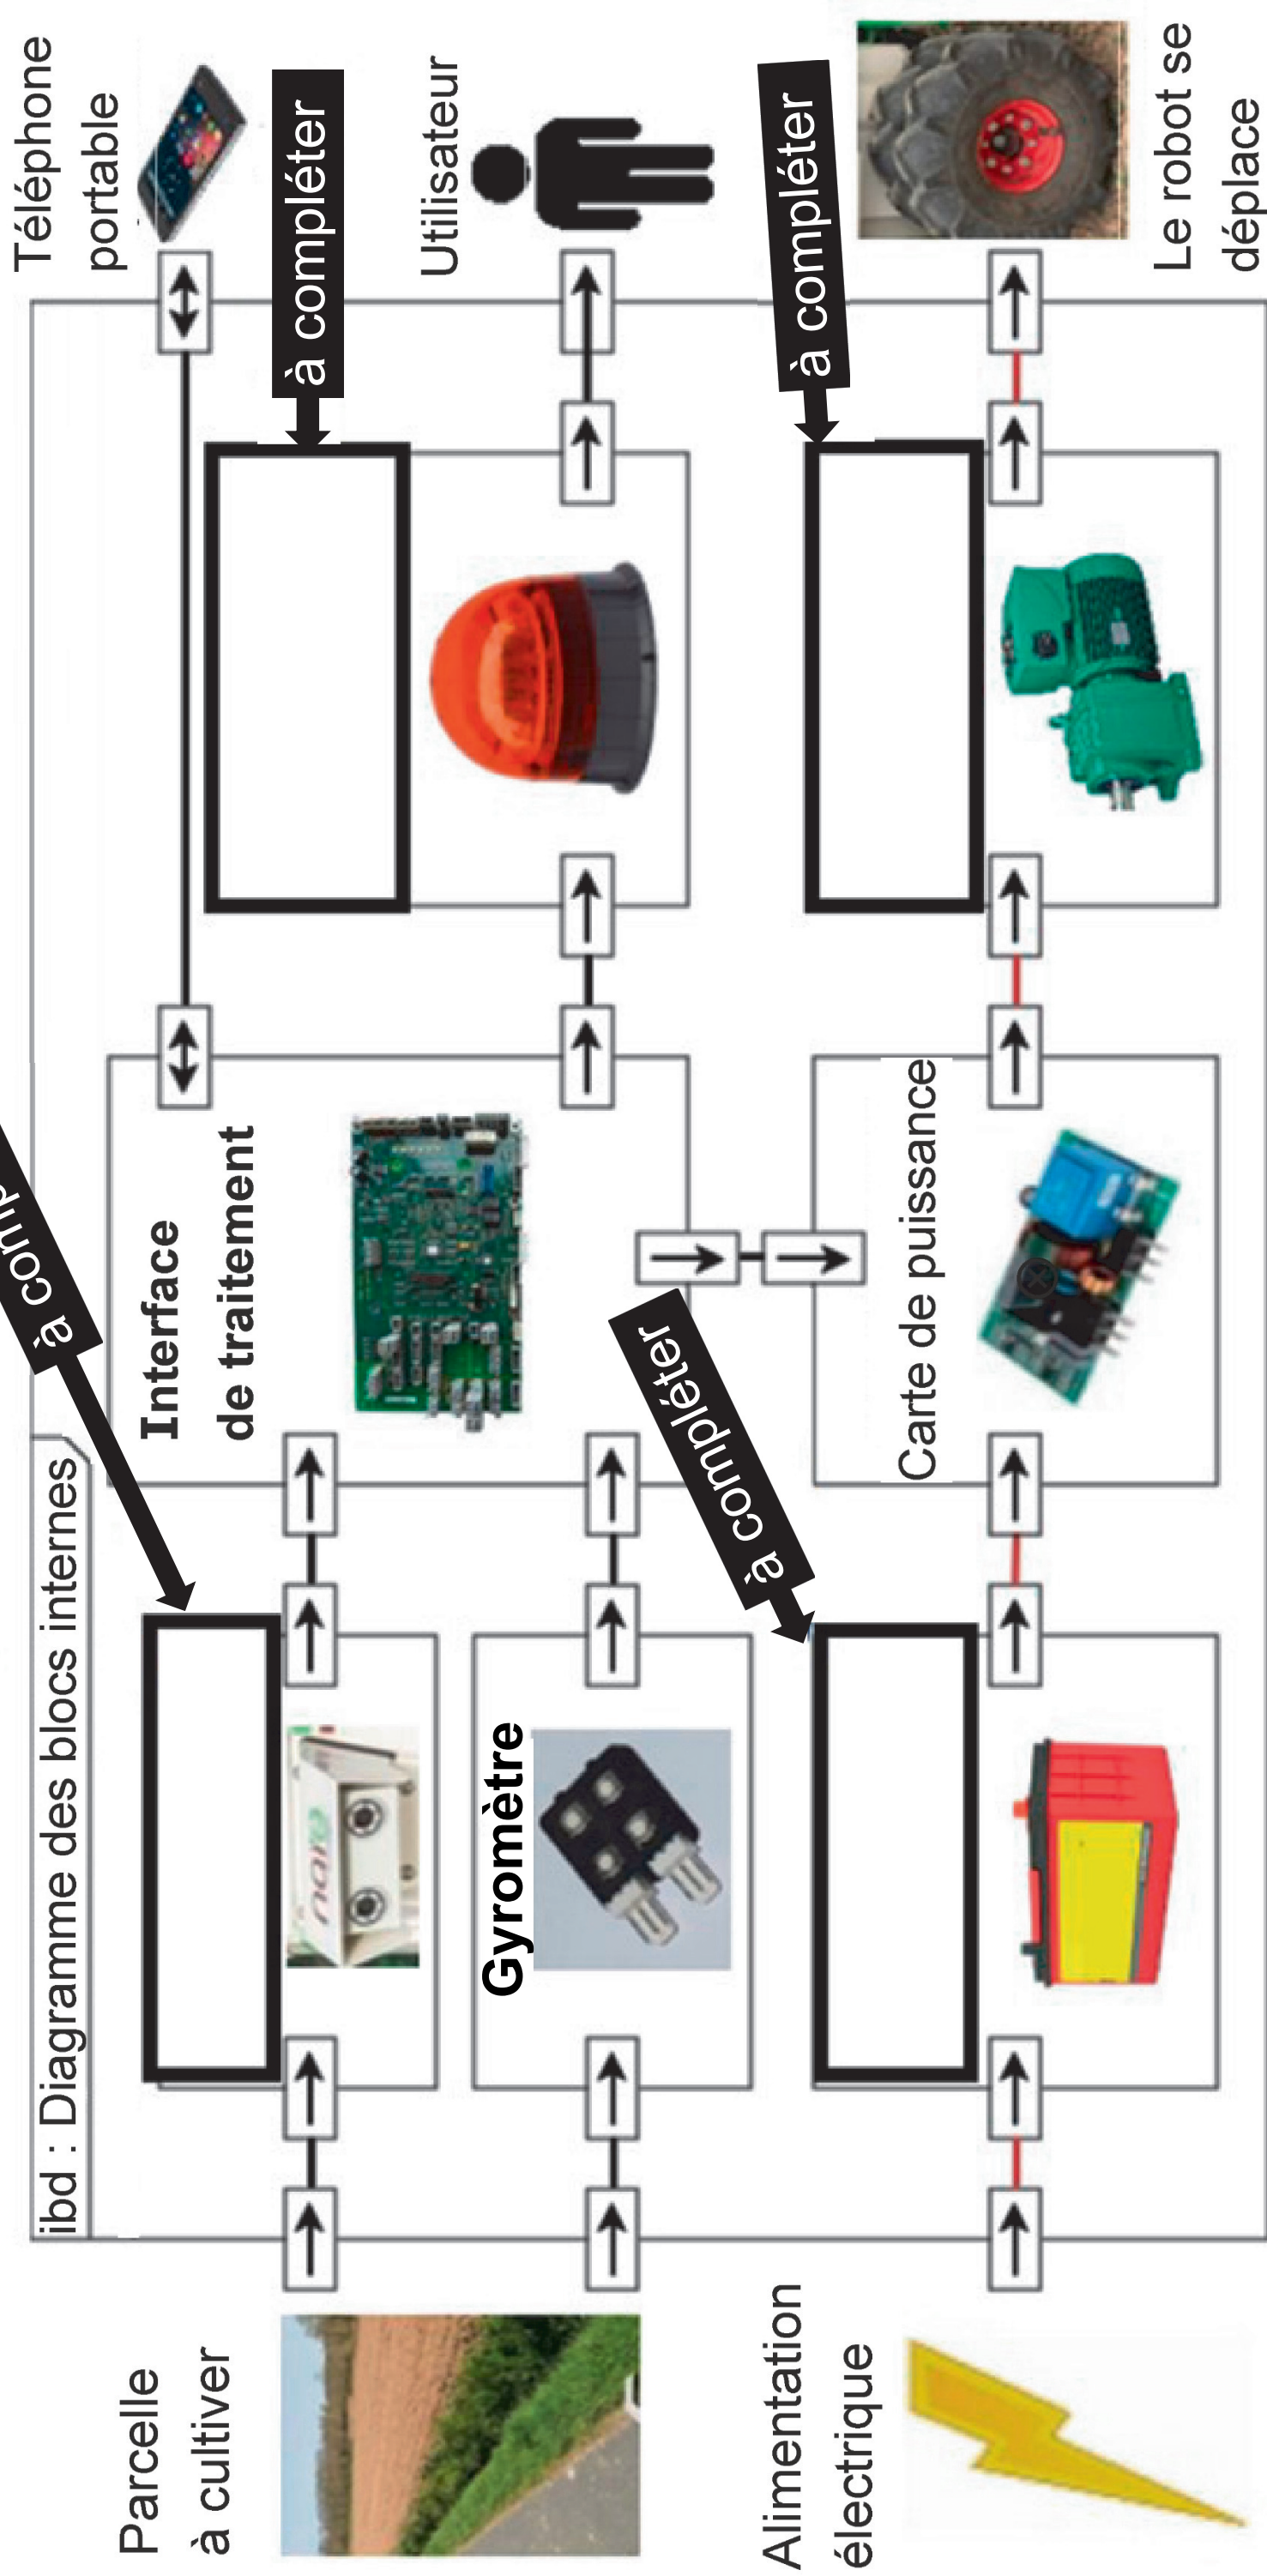 ibd : Diagramme des blocs internes
Parcelle
à cultiver
Alimentation
électrique
Gyromètre
à compléter
Interface
de traitement
Carte de puissance
à compléter
à compléter
Téléphone
portable
Utilisateur
Le robot se
déplace